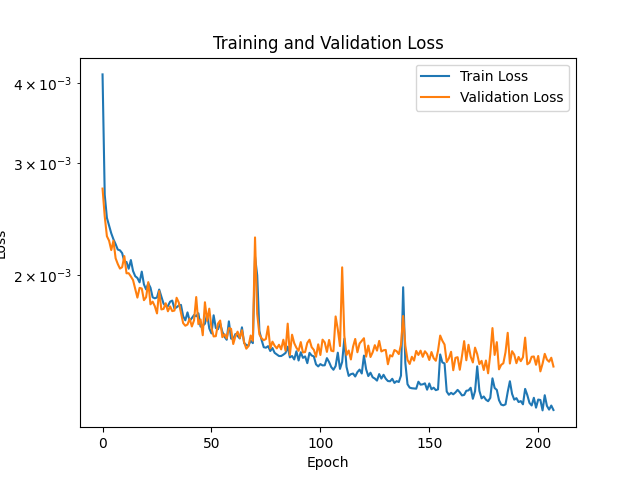 Training and Validation Loss
Train Loss
Validation Loss
4 × 10⁻³
3 × 10⁻³
2 × 10⁻³
Loss
0
50
100
150
200
Epoch